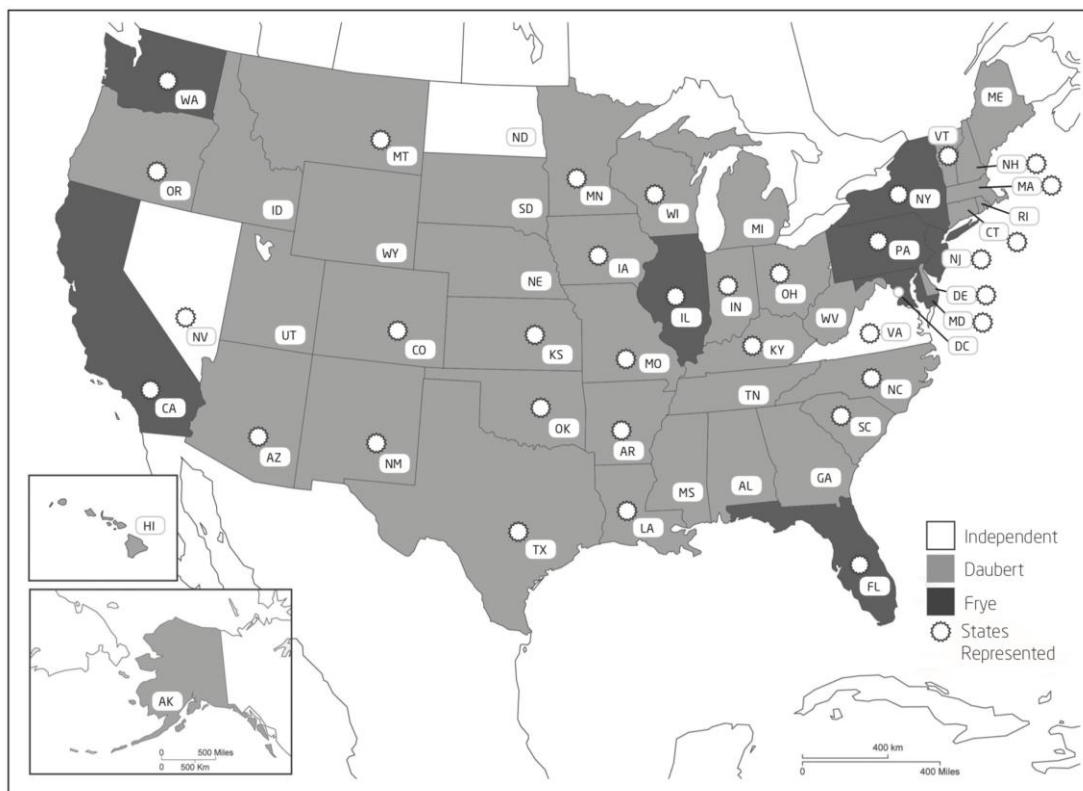 WA
MT
ND
ME
VT
MN
NH
OR
WI
NY
MA
ID
SD
MI
RI
CT
WY
IA
PA
NJ
NE
IN
OH
DE
NV
UT
CO
IL
WV
MD
KS
MO
KY
VA
DC
CA
TN
NC
OK
AZ
NM
AR
SC
MS
AL
GA
HI
LA
TX
FL
AK
0 500 Miles
0 500 Km
Independent
Daubert
Frye
States
Represented
400 km
0 400 Miles